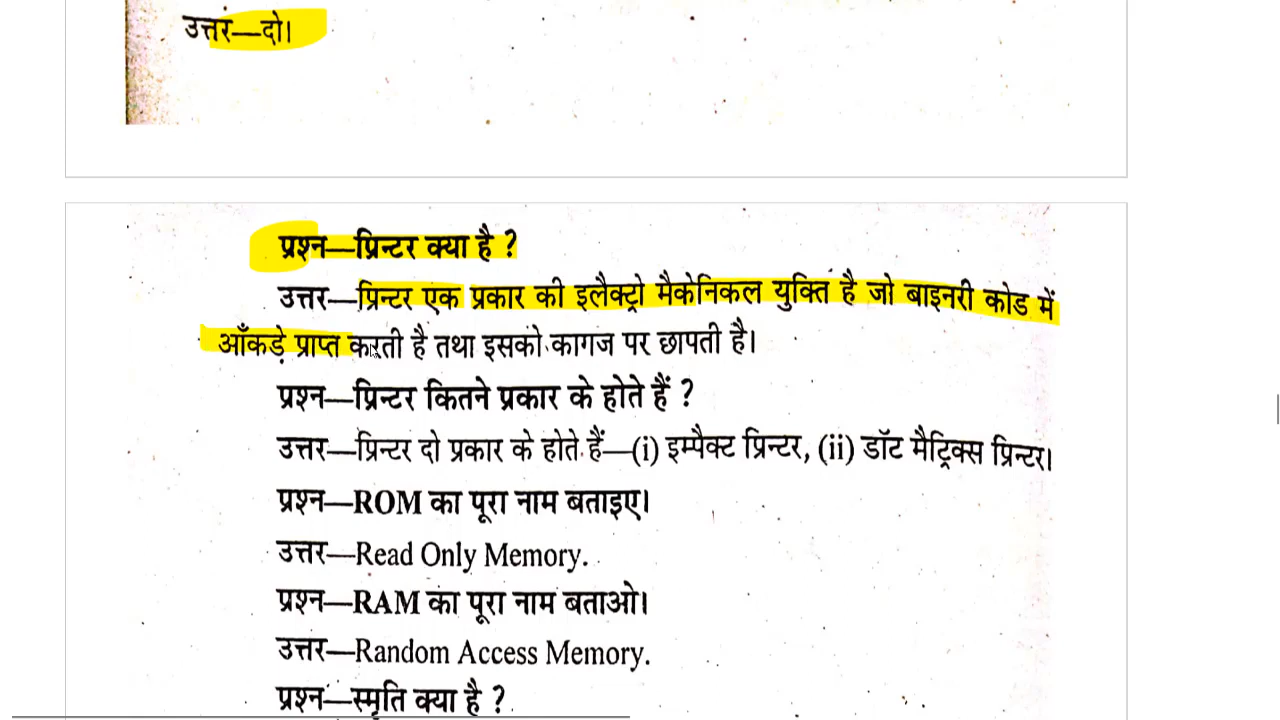 उत्तर—दो।
प्रश्न—प्रिन्टर क्या है ?
उत्तर—प्रिन्टर एक प्रकार की इलैक्ट्रो मैकेनिकल युक्ति है जो बाइनरी कोड में
आँकड़े प्राप्त करती है तथा इसको कागज पर छापती है।
प्रश्न—प्रिन्टर कितने प्रकार के होते हैं ?
उत्तर—प्रिन्टर दो प्रकार के होते हैं—(i) इम्पैक्ट प्रिन्टर, (ii) डॉट मैट्रिक्स प्रिन्टर।
प्रश्न—ROM का पूरा नाम बताइए।
उत्तर—Read Only Memory.
प्रश्न—RAM का पूरा नाम बताओ।
उत्तर—Random Access Memory.
प्रश्न—स्मृति क्या है ?